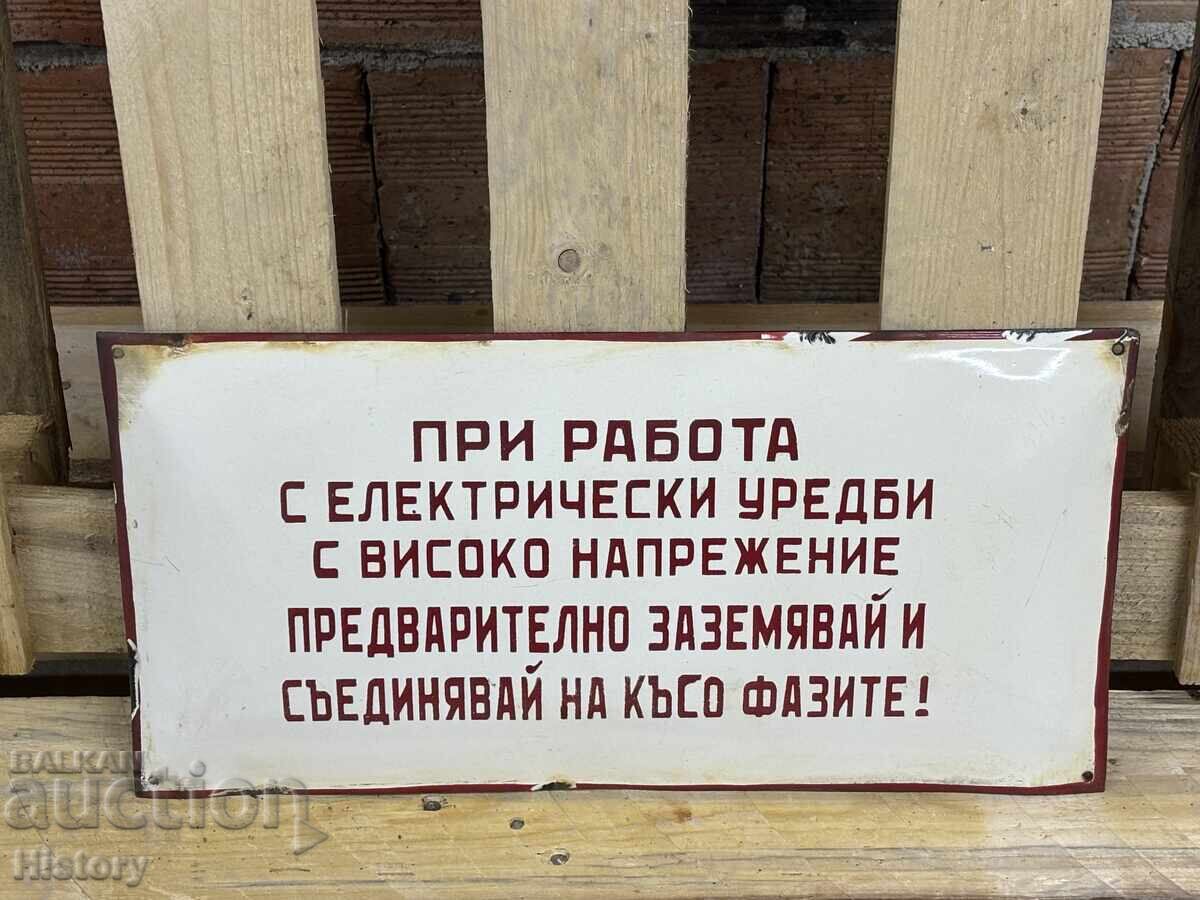 ПРИ РАБОТА
С ЕЛЕКТРИЧЕСКИ УРЕДБИ
С ВИСОКО НАПРЕЖЕНИЕ
ПРЕДВАРИТЕЛНО ЗАЗЕМЯВАЙ И
СЪЕДИНЯВАЙ НА КЪСО ФАЗИТЕ!
BALKAN
auction
History